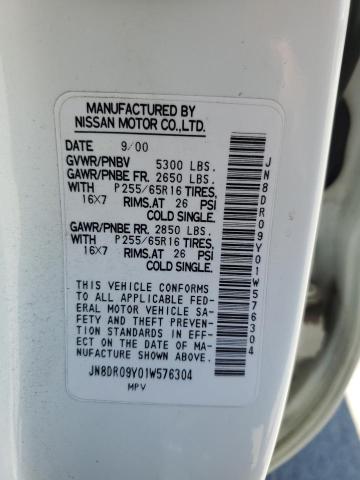 MANUFACTURED BY
NISSAN MOTOR CO.,LTD.
DATE 9/00
GVWR/PNBV 5300 LBS.
GAWR/PNBE FR. 2650 LBS.
WITH P255/65R16 TIRES,
16X7 RIMS.AT 26 PSI
COLD SINGLE.
GAWR/PNBE RR. 2850 LBS.
WITH P255/65R16 TIRES,
16X7 RIMS.AT 26 PSI
COLD SINGLE.
THIS VEHICLE CONFORMS
TO ALL APPLICABLE FED-
ERAL MOTOR VEHICLE SA-
FETY AND THEFT PREVEN-
TION STANDARDS IN EFF-
ECT ON THE DATE OF MA-
NUFACTURE SHOWN ABOVE.
JN8DR09Y01W576304
MPV
JN8DR09Y01W576304